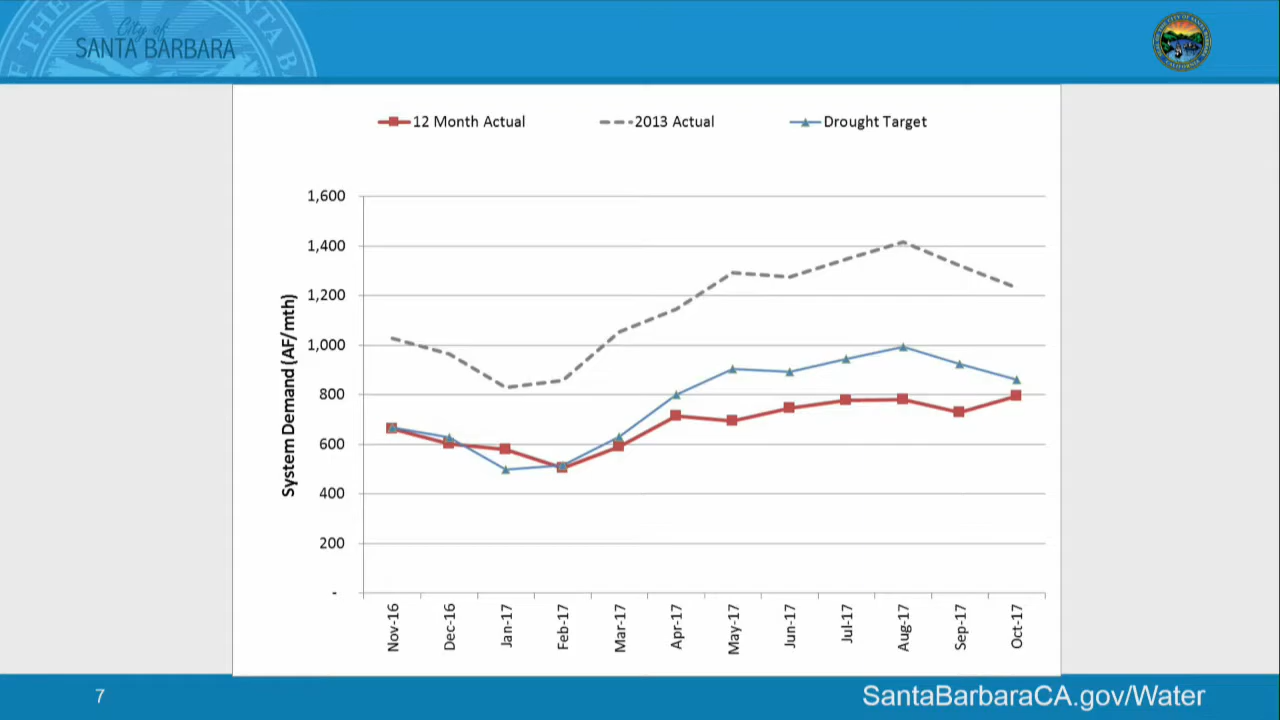 City of
SANTA BARBARA
12 Month Actual
2013 Actual
Drought Target
System Demand (AF/mth)
1,600
1,400
1,200
1,000
800
600
400
200
-
Nov-16
Dec-16
Jan-17
Feb-17
Mar-17
Apr-17
May-17
Jun-17
Jul-17
Aug-17
Sep-17
Oct-17
7
SantaBarbaraCA.gov/Water